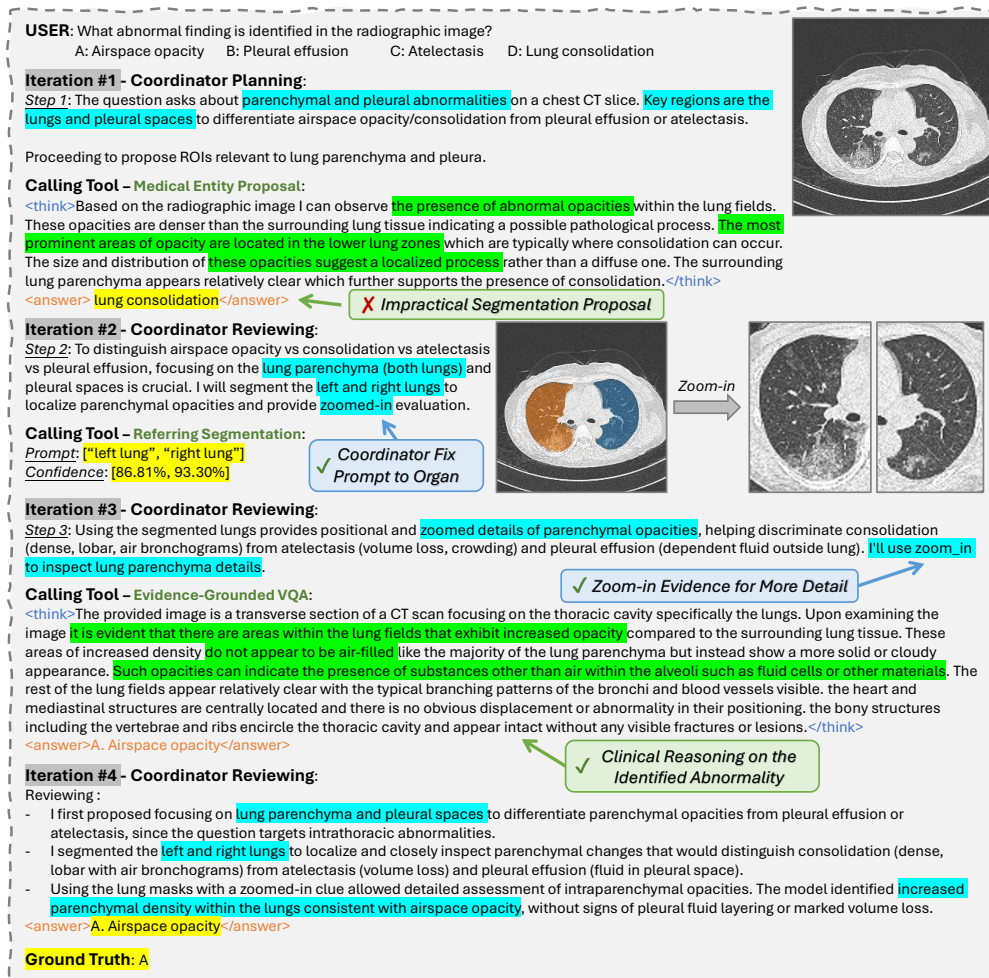 USER: What abnormal finding is identified in the radiographic image?
A: Airspace opacity B: Pleural effusion C: Atelectasis D: Lung consolidation
Iteration #1 - Coordinator Planning:
Step 1: The question asks about parenchymal and pleural abnormalities on a chest CT slice. Key regions are the
lungs and pleural spaces to differentiate airspace opacity/consolidation from pleural effusion or atelectasis.
Proceeding to propose ROIs relevant to lung parenchyma and pleura.
Calling Tool – Medical Entity Proposal:
<think>Based on the radiographic image I can observe the presence of abnormal opacities within the lung fields.
These opacities are denser than the surrounding lung tissue indicating a possible pathological process. The most
prominent areas of opacity are located in the lower lung zones which are typically where consolidation can occur.
The size and distribution of these opacities suggest a localized process rather than a diffuse one. The surrounding
lung parenchyma appears relatively clear which further supports the presence of consolidation.</think>
<answer> lung consolidation</answer>
✗ Impractical Segmentation Proposal
Iteration #2 - Coordinator Reviewing:
Step 2: To distinguish airspace opacity vs consolidation vs atelectasis
vs pleural effusion, focusing on the lung parenchyma (both lungs) and
pleural spaces is crucial. I will segment the left and right lungs to
localize parenchymal opacities and provide zoomed-in evaluation.
Zoom-in
Calling Tool – Referring Segmentation:
Prompt: [“left lung”, “right lung”]
Confidence: [86.81%, 93.30%]
✓ Coordinator Fix
Prompt to Organ
Iteration #3 - Coordinator Reviewing:
Step 3: Using the segmented lungs provides positional and zoomed details of parenchymal opacities, helping discriminate consolidation
(dense, lobar, air bronchograms) from atelectasis (volume loss, crowding) and pleural effusion (dependent fluid outside lung). I'll use zoom_in
to inspect lung parenchyma details.
✓ Zoom-in Evidence for More Detail
Calling Tool – Evidence-Grounded VQA:
<think>The provided image is a transverse section of a CT scan focusing on the thoracic cavity specifically the lungs. Upon examining the
image it is evident that there are areas within the lung fields that exhibit increased opacity compared to the surrounding lung tissue. These
areas of increased density do not appear to be air-filled like the majority of the lung parenchyma but instead show a more solid or cloudy
appearance. Such opacities can indicate the presence of substances other than air within the alveoli such as fluid cells or other materials. The
rest of the lung fields appear relatively clear with the typical branching patterns of the bronchi and blood vessels visible. the heart and
mediastinal structures are centrally located and there is no obvious displacement or abnormality in their positioning. the bony structures
including the vertebrae and ribs encircle the thoracic cavity and appear intact without any visible fractures or lesions.</think>
<answer>A. Airspace opacity</answer>
✓ Clinical Reasoning on the
Identified Abnormality
Iteration #4 - Coordinator Reviewing:
Reviewing :
- I first proposed focusing on lung parenchyma and pleural spaces to differentiate parenchymal opacities from pleural effusion or
atelectasis, since the question targets intrathoracic abnormalities.
- I segmented the left and right lungs to localize and closely inspect parenchymal changes that would distinguish consolidation (dense,
lobar with air bronchograms) from atelectasis (volume loss) and pleural effusion (fluid in pleural space).
- Using the lung masks with a zoomed-in clue allowed detailed assessment of intraparenchymal opacities. The model identified increased
parenchymal density within the lungs consistent with airspace opacity, without signs of pleural fluid layering or marked volume loss.
<answer>A. Airspace opacity</answer>
Ground Truth: A